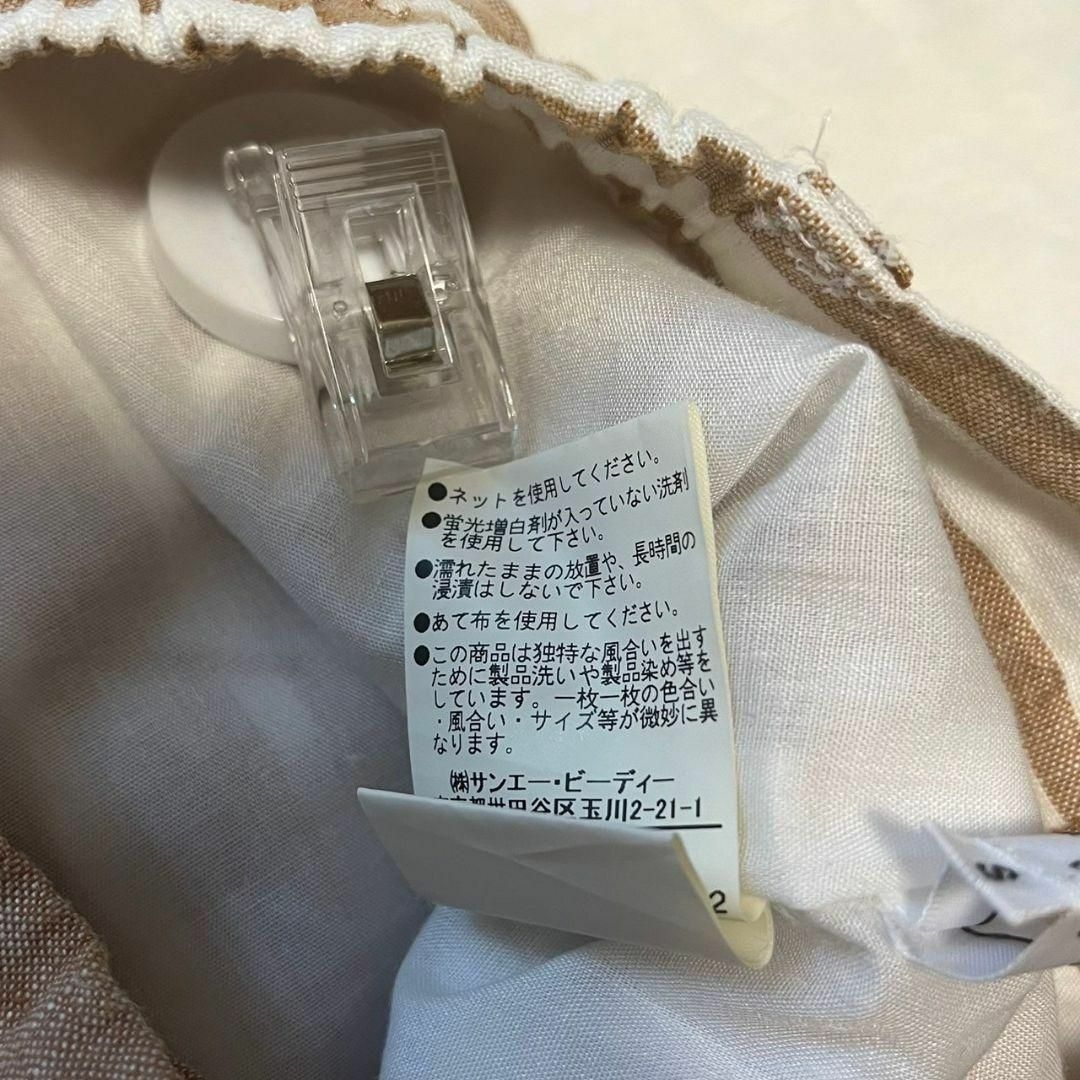 ●ネットを使用してください。
●蛍光増白剤が入っていない洗剤
を使用して下さい。
●濡れたままの放置や、長時間の
浸漬はしないで下さい。
●あて布を使用してください。
●この商品は独特な風合いを出す
ために製品洗いや製品染め等を
しています。一枚一枚の色合い
・風合い・サイズ等が微妙に異
なります。
㈱サンエー・ビーディー
東京都世田谷区玉川2-21-1
2
S